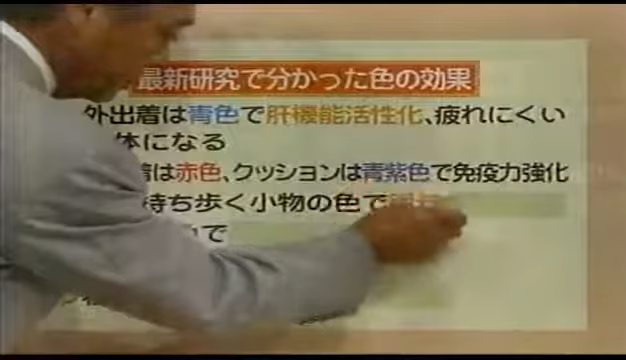 最新研究で分かった色の効果
外出着は青色で肝機能活性化、疲れにくい
体になる
着は赤色、クッションは青紫色で免疫力強化
持ち歩く小物の色で
で